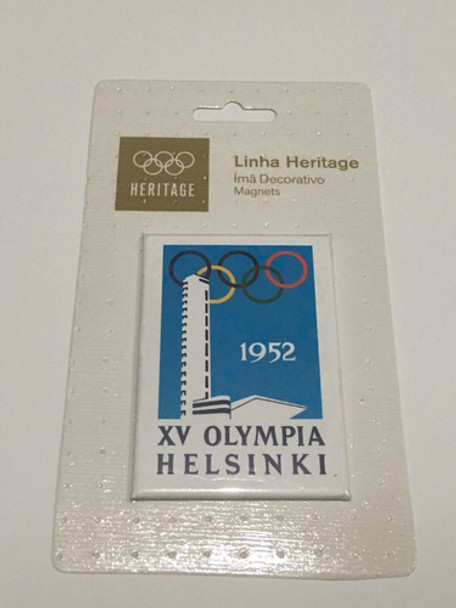 HERITAGE
Linha Heritage
Ímã Decorativo
Magnets
1952
XV OLYMPIA
HELSINKI